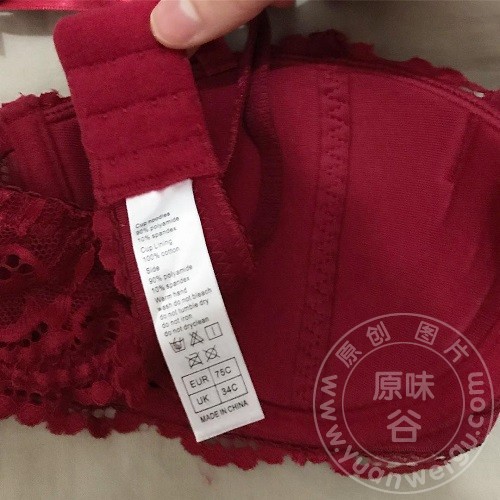 Cup noodles
90% polyamide
10% spandex
Cup Lining
100% cotton
Side
90% polyamide
10% spandex
Warm hand
wash do not bleach
do not tumble dry
do not iron
do not dryclean
EUR 75C
UK 34C
MADE IN CHINA
原创图片
原味
谷
www.yuanweigu.com